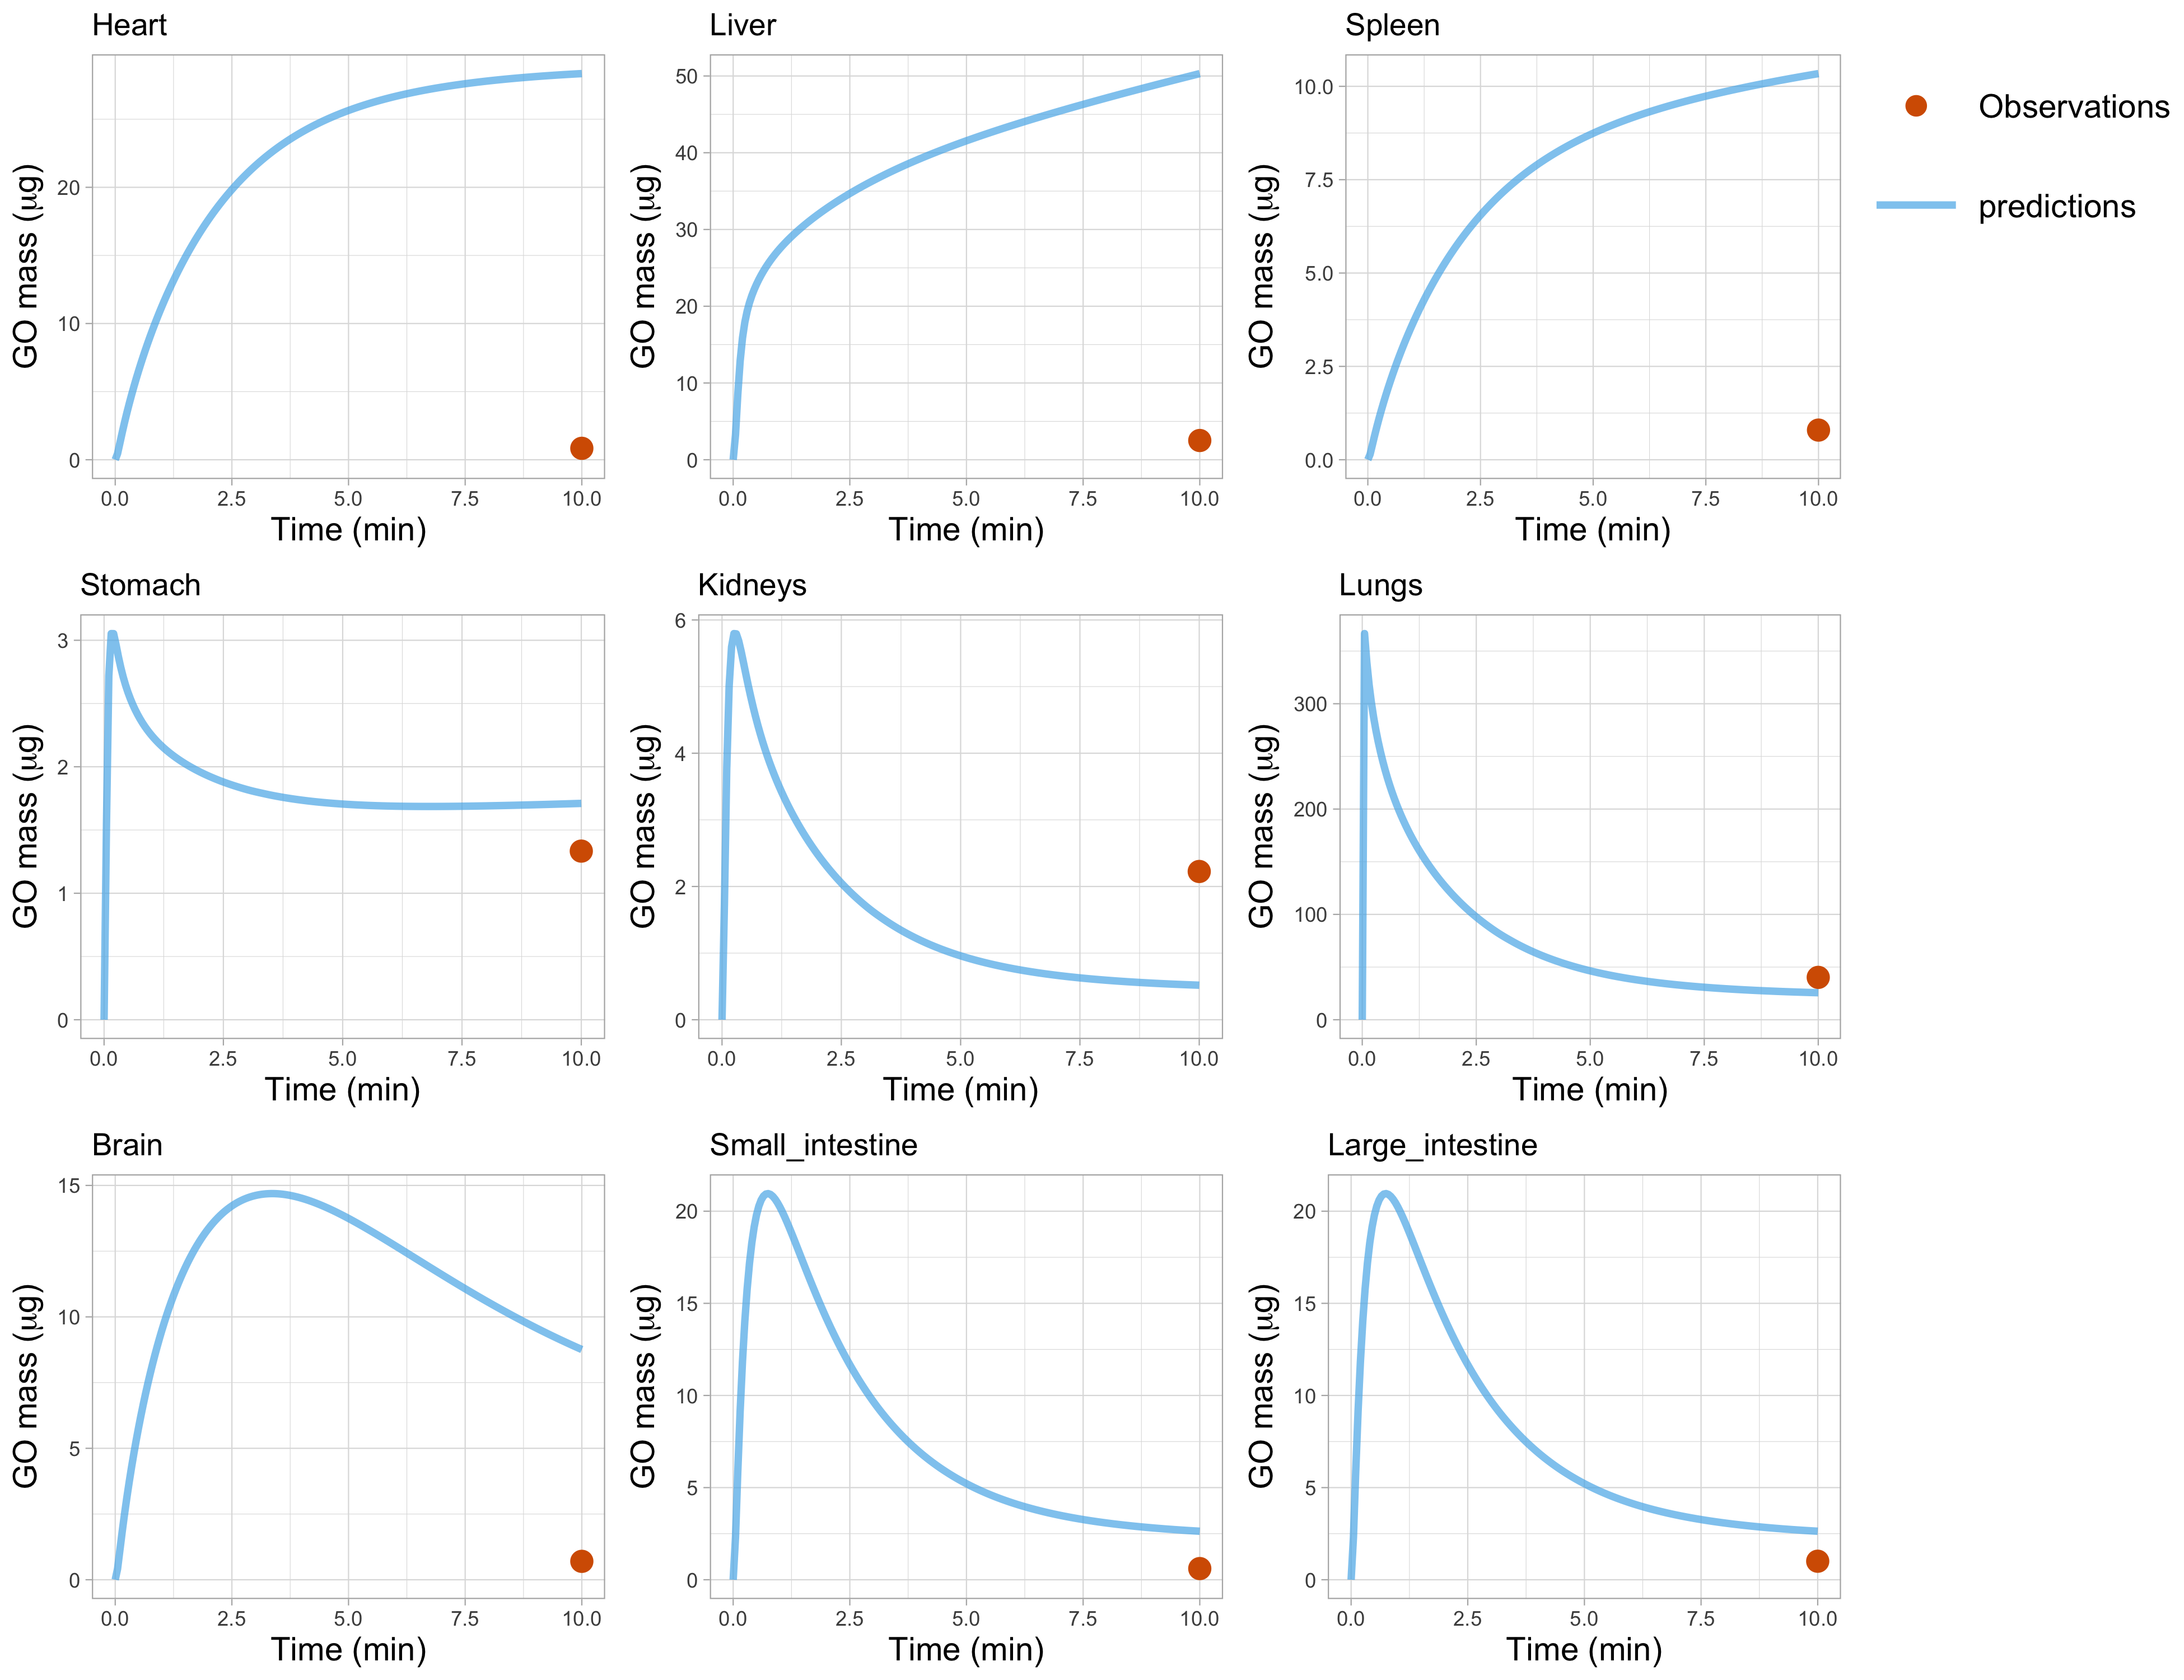 Heart
GO mass (µg)
20
10
0
0.0 2.5 5.0 7.5 10.0
Time (min)
Liver
GO mass (µg)
50
40
30
20
10
0
0.0 2.5 5.0 7.5 10.0
Time (min)
Spleen
GO mass (µg)
10.0
7.5
5.0
2.5
0.0
0.0 2.5 5.0 7.5 10.0
Time (min)
Observations
predictions
Stomach
GO mass (µg)
3
2
1
0
0.0 2.5 5.0 7.5 10.0
Time (min)
Kidneys
GO mass (µg)
6
4
2
0
0.0 2.5 5.0 7.5 10.0
Time (min)
Lungs
GO mass (µg)
300
200
100
0
0.0 2.5 5.0 7.5 10.0
Time (min)
Brain
GO mass (µg)
15
10
5
0
0.0 2.5 5.0 7.5 10.0
Time (min)
Small_intestine
GO mass (µg)
20
15
10
5
0
0.0 2.5 5.0 7.5 10.0
Time (min)
Large_intestine
GO mass (µg)
20
15
10
5
0
0.0 2.5 5.0 7.5 10.0
Time (min)